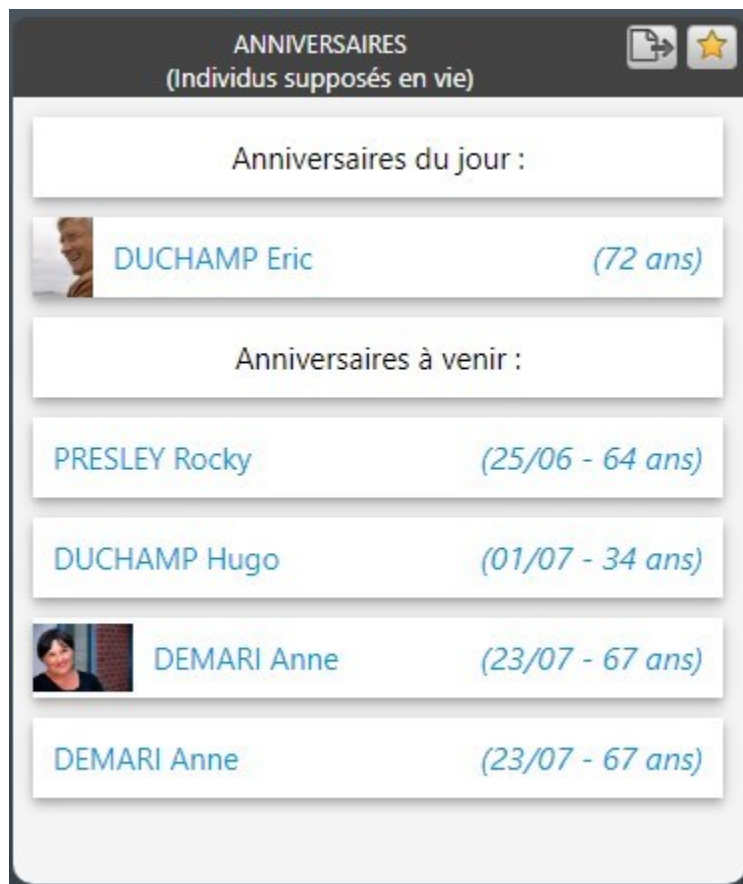 ANNIVERSAIRES
(Individus supposés en vie)
Anniversaires du jour :
DUCHAMP Eric (72 ans)
Anniversaires à venir :
PRESLEY Rocky (25/06 - 64 ans)
DUCHAMP Hugo (01/07 - 34 ans)
DEMARI Anne (23/07 - 67 ans)
DEMARI Anne (23/07 - 67 ans)